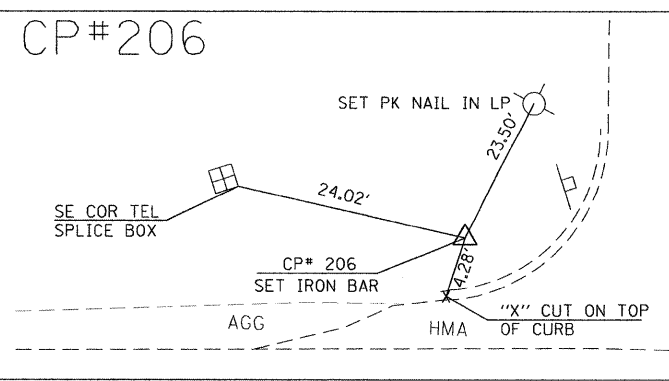 CP#206
SET PK NAIL IN LP
23.50'
24.02'
SE COR TEL
SPLICE BOX
CP# 206
SET IRON BAR
4.28'
"X" CUT ON TOP
OF CURB
AGG
HMA